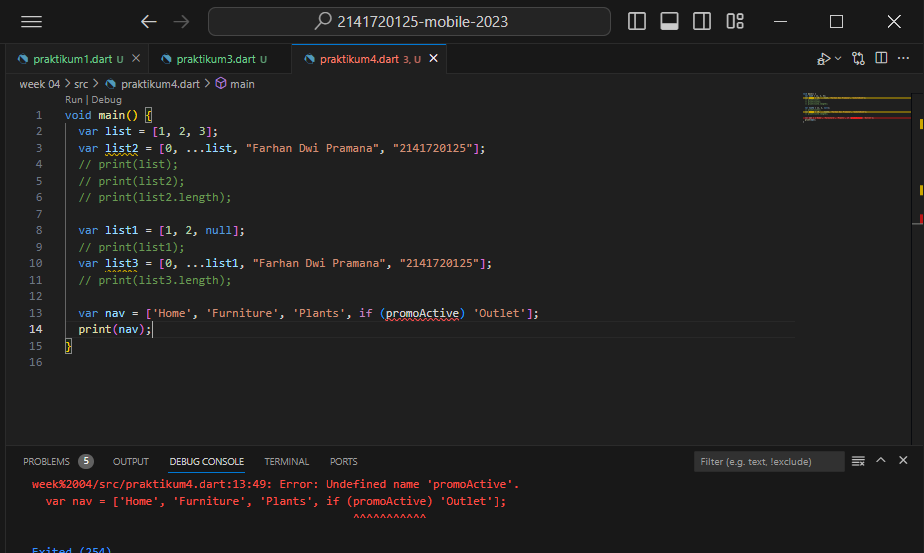 2141720125-mobile-2023
praktikum1.dart U praktikum3.dart U praktikum4.dart 3, U
week 04 > src > praktikum4.dart > main
Run | Debug
1 void main() {
2 var list = [1, 2, 3];
3 var list2 = [0, ...list, "Farhan Dwi Pramana", "2141720125"];
4 // print(list);
5 // print(list2);
6 // print(list2.length);
7
8 var list1 = [1, 2, null];
9 // print(list1);
10 var list3 = [0, ...list1, "Farhan Dwi Pramana", "2141720125"];
11 // print(list3.length);
12
13 var nav = ['Home', 'Furniture', 'Plants', if (promoActive) 'Outlet'];
14 print(nav);
15 }
16
PROBLEMS 5 OUTPUT DEBUG CONSOLE TERMINAL PORTS Filter (e.g. text, !exclude)
week%2004/src/praktikum4.dart:13:49: Error: Undefined name 'promoActive'.
var nav = ['Home', 'Furniture', 'Plants', if (promoActive) 'Outlet'];
^^^^^^^^^^^
Exited (254)